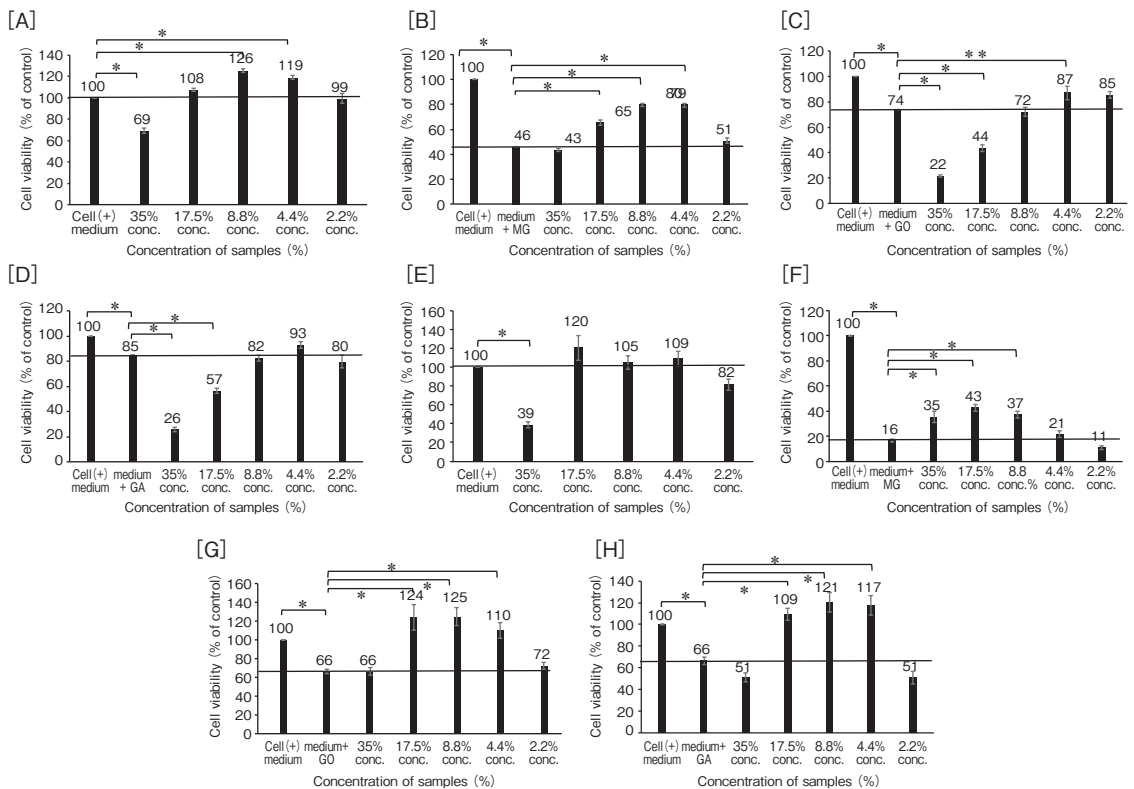 [A]
Cell viability (% of control)
140
120
100
80
60
40
20
0
*
*
*
100
69
108
126
119
99
Cell(+) medium
35% conc.
17.5% conc.
8.8% conc.
4.4% conc.
2.2% conc.
Concentration of samples (%)
[B]
Cell viability (% of control)
120
100
80
60
40
20
0
*
*
*
*
100
46
43
65
80
79
51
Cell(+) medium
medium + MG
35% conc.
17.5% conc.
8.8% conc.
4.4% conc.
2.2% conc.
Concentration of samples (%)
[C]
Cell viability (% of control)
120
100
80
60
40
20
0
*
**
*
*
100
74
22
44
72
87
85
Cell(+) medium
medium + GO
35% conc.
17.5% conc.
8.8% conc.
4.4% conc.
2.2% conc.
Concentration of samples (%)
[D]
Cell viability (% of control)
120
100
80
60
40
20
0
*
*
*
100
85
26
57
82
93
80
Cell(+) medium
medium + GA
35% conc.
17.5% conc.
8.8% conc.
4.4% conc.
2.2% conc.
Concentration of samples (%)
[E]
Cell viability (% of control)
160
140
120
100
80
60
40
20
0
*
100
39
120
105
109
82
Cell(+) medium
35% conc.
17.5% conc.
8.8% conc.
4.4% conc.
2.2% conc.
Concentration of samples (%)
[F]
Cell viability (% of control)
120
100
80
60
40
20
0
*
*
*
*
100
16
35
43
37
21
11
Cell(+) medium
medium+ MG
35% conc.
17.5% conc.
8.8 conc.%
4.4% conc.
2.2% conc.
Concentration of samples (%)
[G]
Cell viability (% of control)
160
140
120
100
80
60
40
20
0
*
*
*
*
100
66
66
124
125
110
72
Cell(+) medium
medium+ GO
35% conc.
17.5% conc.
8.8% conc.
4.4% conc.
2.2% conc.
Concentration of samples (%)
[H]
Cell viability (% of control)
140
120
100
80
60
40
20
0
*
*
*
*
100
66
51
109
121
117
51
Cell(+) medium
medium+ GA
35% conc.
17.5% conc.
8.8% conc.
4.4% conc.
2.2% conc.
Concentration of samples (%)